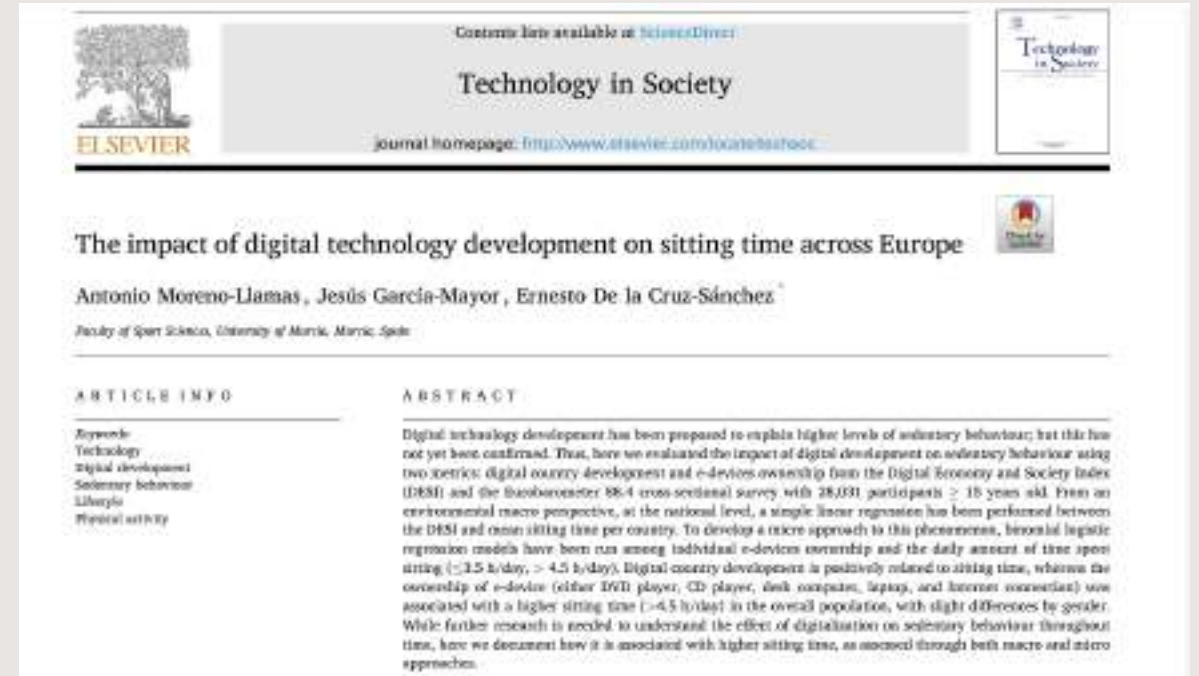 Contents lists available at ScienceDirect
Technology in Society
journal homepage: http://www.elsevier.com/locate/techsoc
ELSEVIER
Technology
in Society
The impact of digital technology development on sitting time across Europe
Antonio Moreno-Llamas, Jesús García-Mayor, Ernesto De la Cruz-Sánchez *
Faculty of Sport Science, University of Murcia, Murcia, Spain
ARTICLE INFO
Keywords
Technology
Digital development
Sedentary behaviour
Lifestyle
Physical activity
ABSTRACT
Digital technology development has been proposed to explain higher levels of sedentary behaviour; but this has
not yet been confirmed. Thus, here we evaluated the impact of digital technology development on sedentary behaviour using
two metrics: digital country development and e-devices ownership from the Digital Economy and Society Index
(DESI) and the Eurobarometer 88.4 cross-sectional survey with participants ≥ 15 years old. From an
environmental macro perspective, at the national level, a simple linear regression has been performed between
the DESI and mean sitting time per country. To develop a micro approach to this phenomenon, binomial logistic
regression models have been run among individual e-devices ownership and the daily amount of time spent
sitting (h/day, > 4.5 h/day). Digital country development is positively related to sitting time, whereas the
ownership of e-device (either DVD player, CD player, desk computer, laptop, and Internet connection) was
associated with a higher sitting time (>4.5 h/day) in the overall population, with slight differences by gender.
While further research is needed to understand the effect of digitalization on sedentary behaviour throughout
time, here we document how it is associated with higher sitting time, as assessed through both macro and micro
approaches.